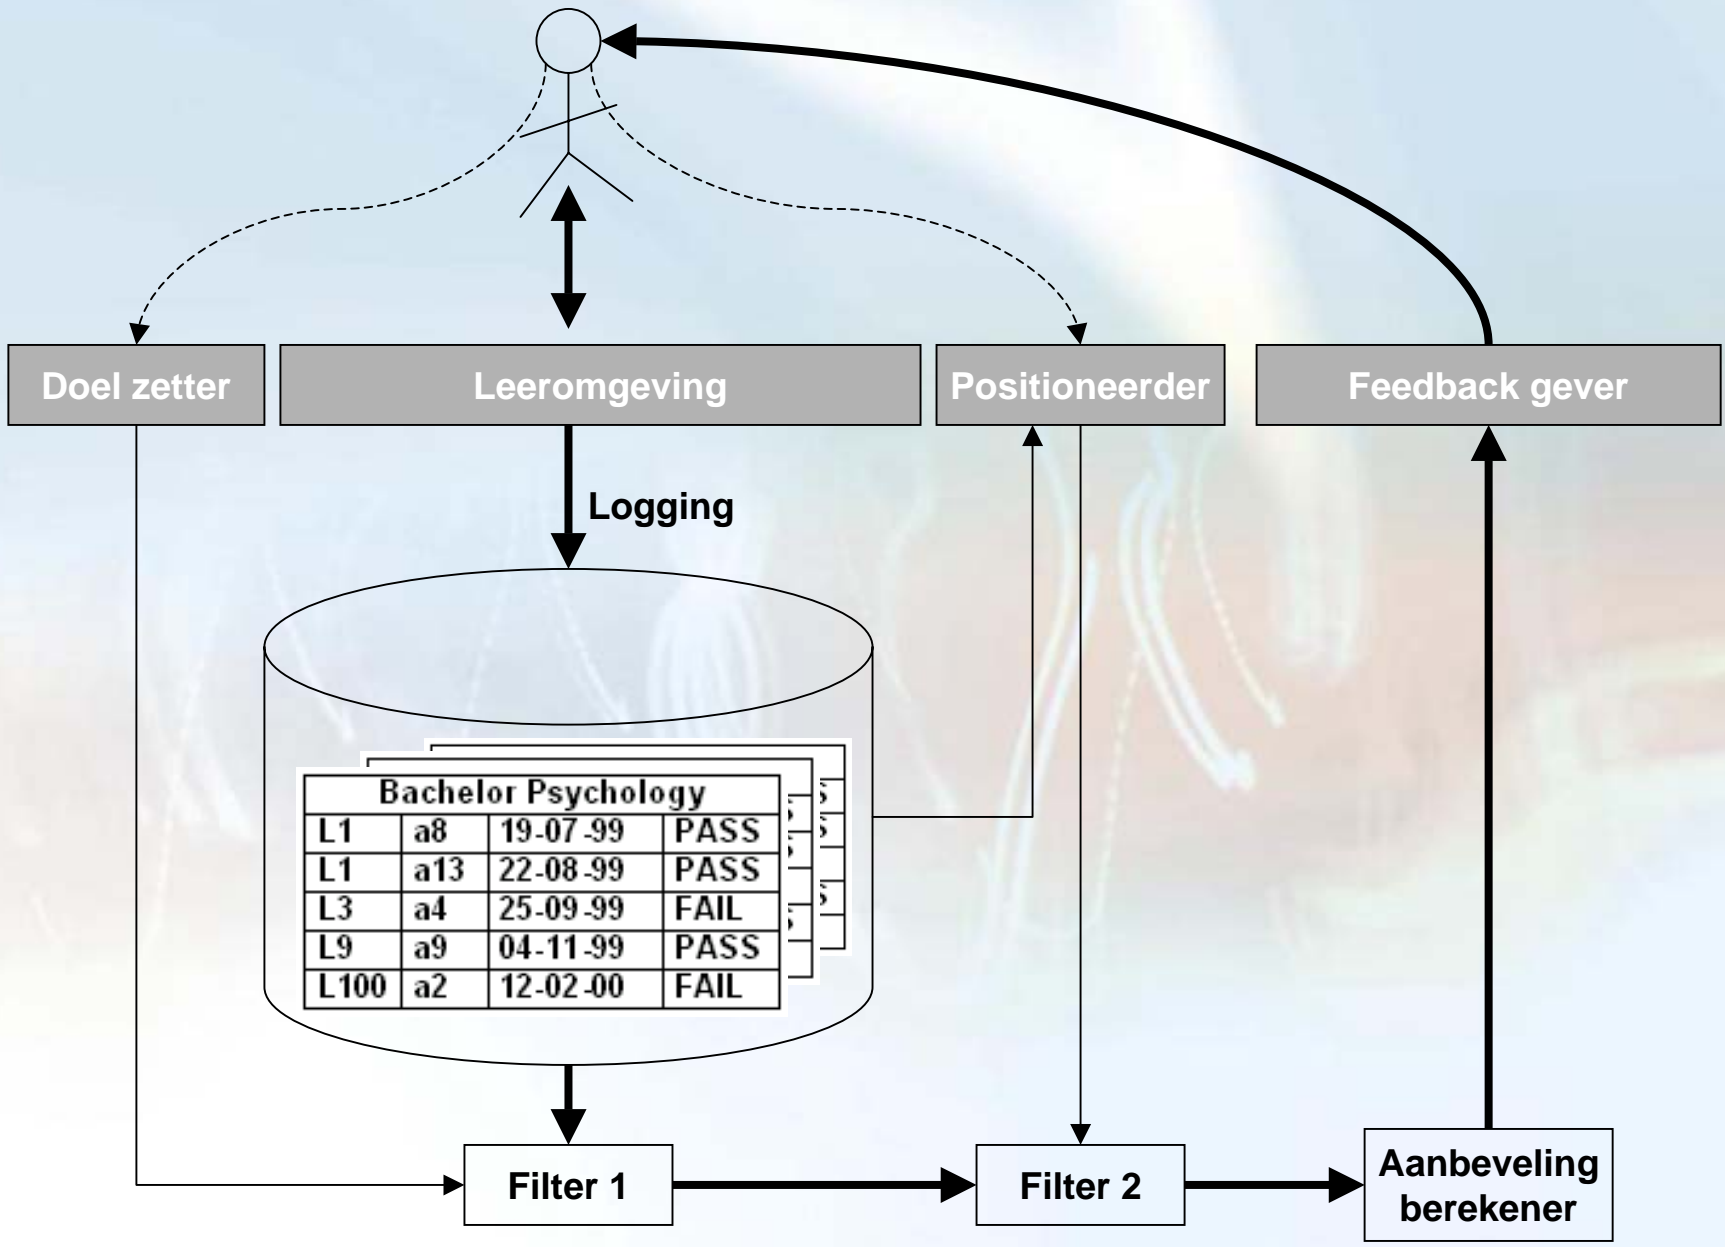 Doel zetter
Leeromgeving
Positioneerder
Feedback gever
Logging
Bachelor Psychology
L1 a8 19-07-99 PASS
L1 a13 22-08-99 PASS
L3 a4 25-09-99 FAIL
L9 a9 04-11-99 PASS
L100 a2 12-02-00 FAIL
Filter 1
Filter 2
Aanbeveling
berekener